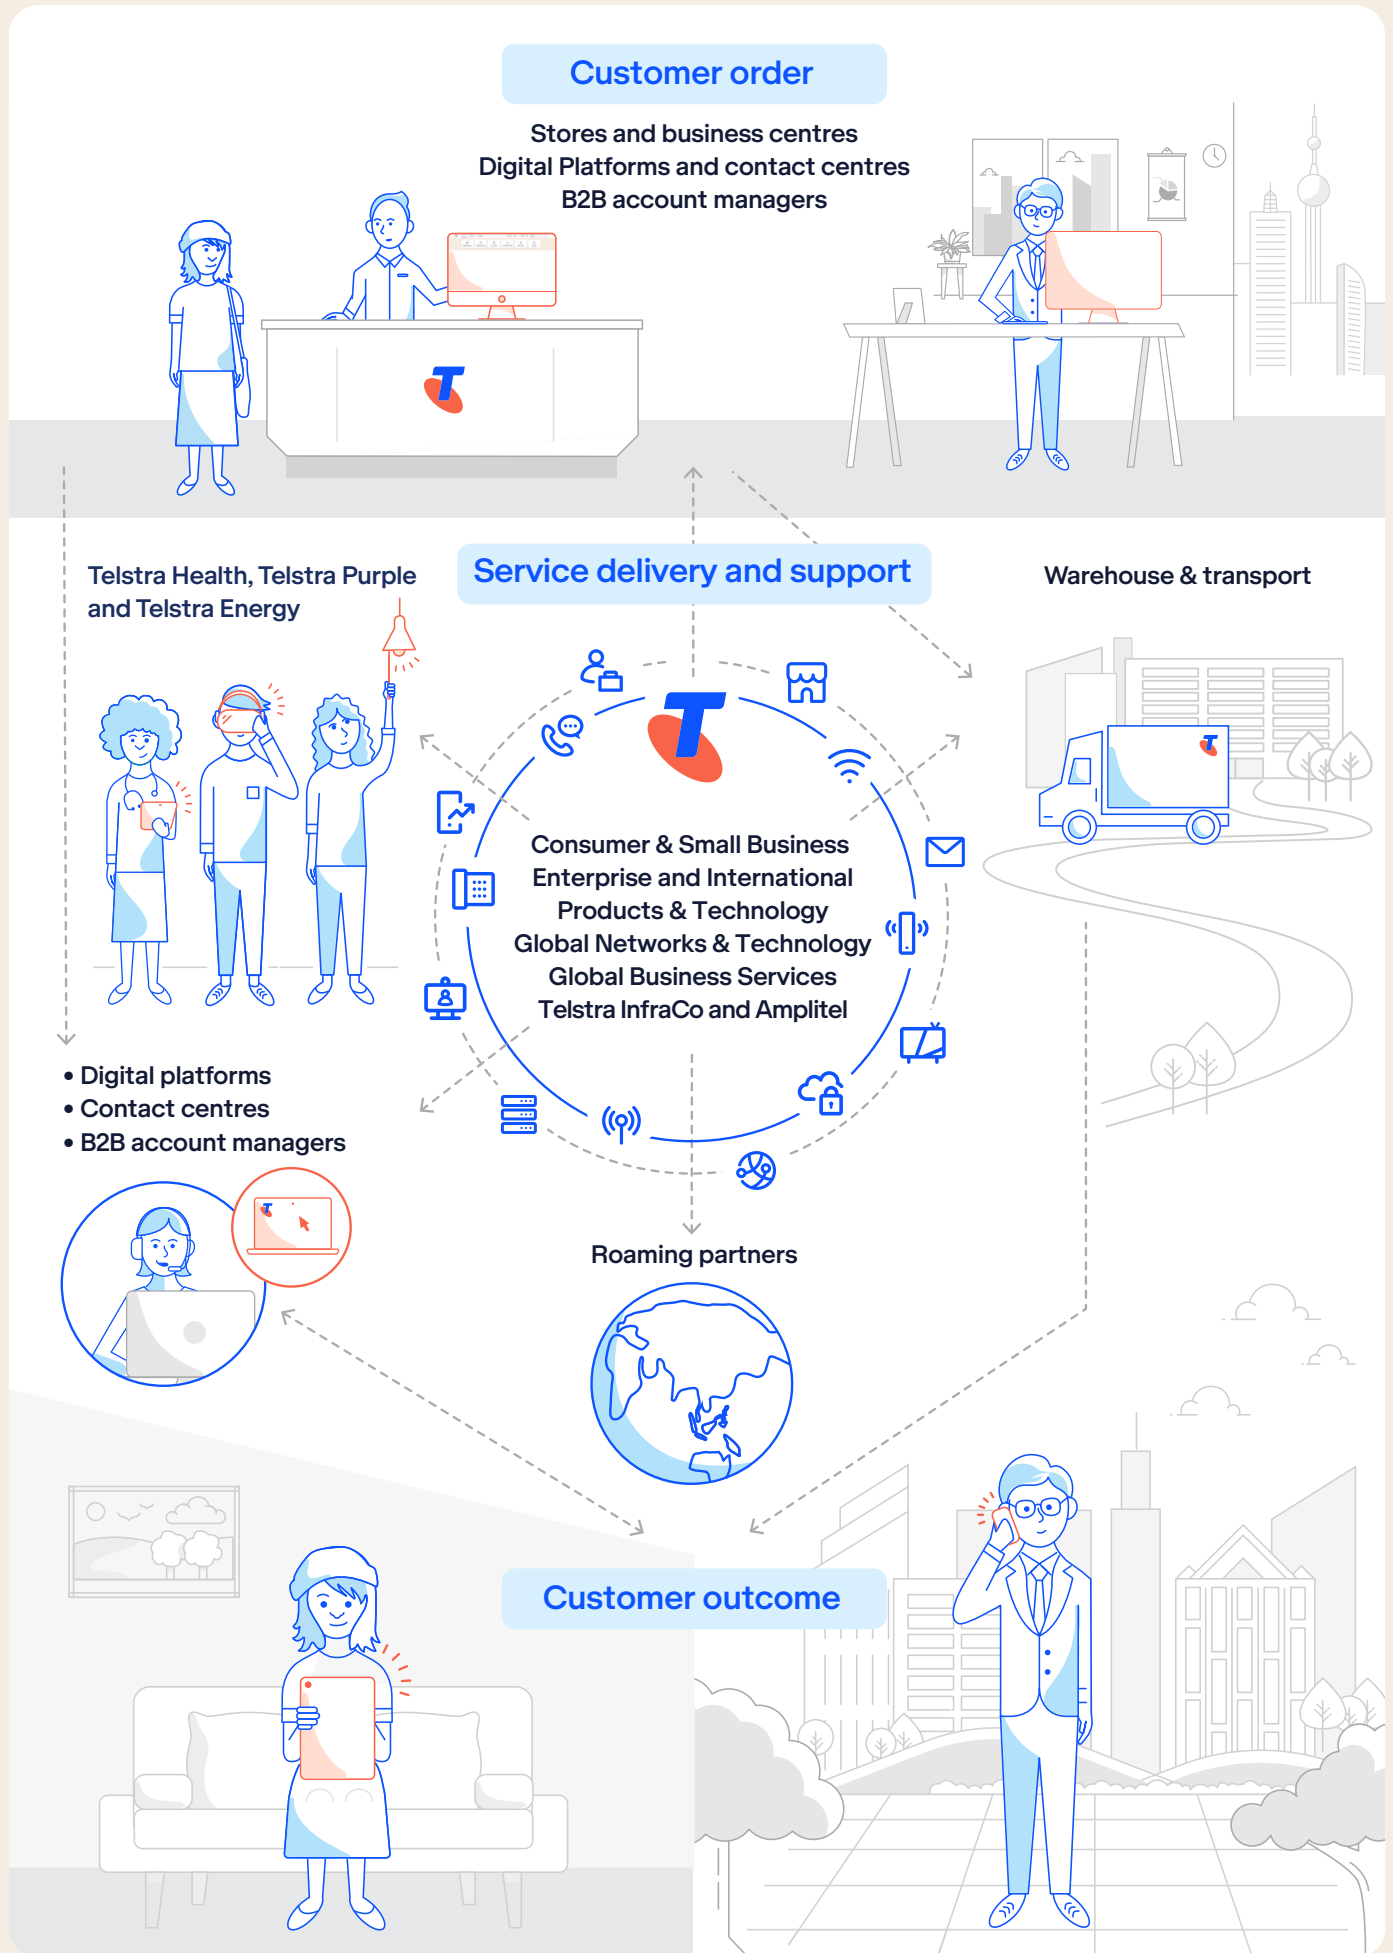 Customer order
Stores and business centres
Digital Platforms and contact centres
B2B account managers
T
Service delivery and support
Telstra Health, Telstra Purple
and Telstra Energy
Warehouse & transport
T
T
Consumer & Small Business
Enterprise and International
Products & Technology
Global Networks & Technology
Global Business Services
Telstra InfraCo and Amplitel
• Digital platforms
• Contact centres
• B2B account managers
T
Roaming partners
Customer outcome